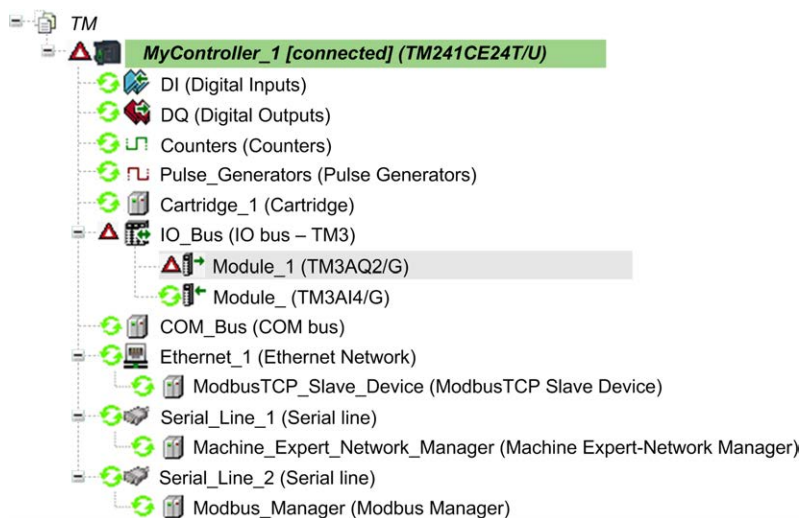 TM
MyController_1 [connected] (TM241CE24T/U)
DI (Digital Inputs)
DQ (Digital Outputs)
Counters (Counters)
Pulse_Generators (Pulse Generators)
Cartridge_1 (Cartridge)
IO_Bus (IO bus – TM3)
Module_1 (TM3AQ2/G)
Module_ (TM3AI4/G)
COM_Bus (COM bus)
Ethernet_1 (Ethernet Network)
ModbusTCP_Slave_Device (ModbusTCP Slave Device)
Serial_Line_1 (Serial line)
Machine_Expert_Network_Manager (Machine Expert-Network Manager)
Serial_Line_2 (Serial line)
Modbus_Manager (Modbus Manager)